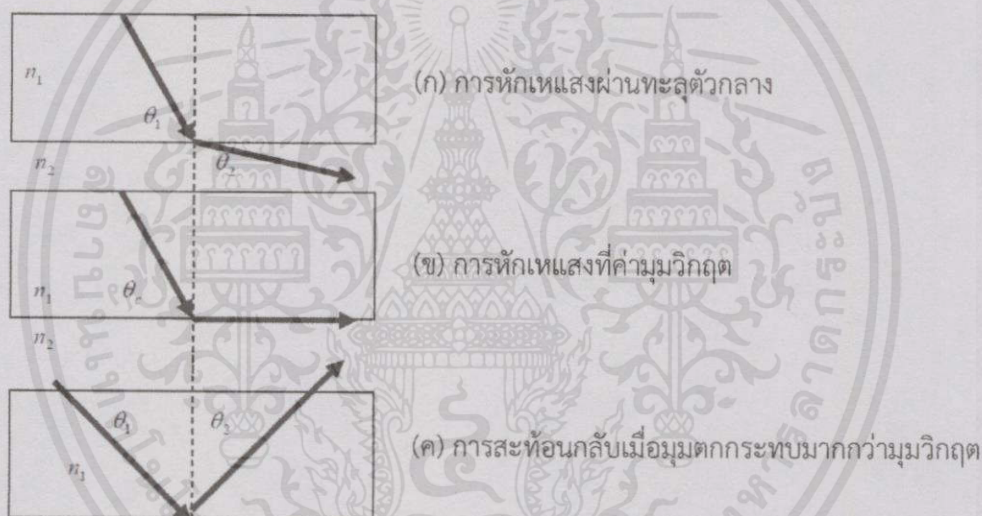 n₁
θ₁
n₂
θ₂
(ก) การหักเหแสงผ่านทะลุตัวกลาง
n₁
θc
n₂
(ข) การหักเหแสงที่ค่ามุมวิกฤต
θ₁
θ₂
n₁
(ค) การสะท้อนกลับเมื่อมุมตกกระทบมากกว่ามุมวิกฤต